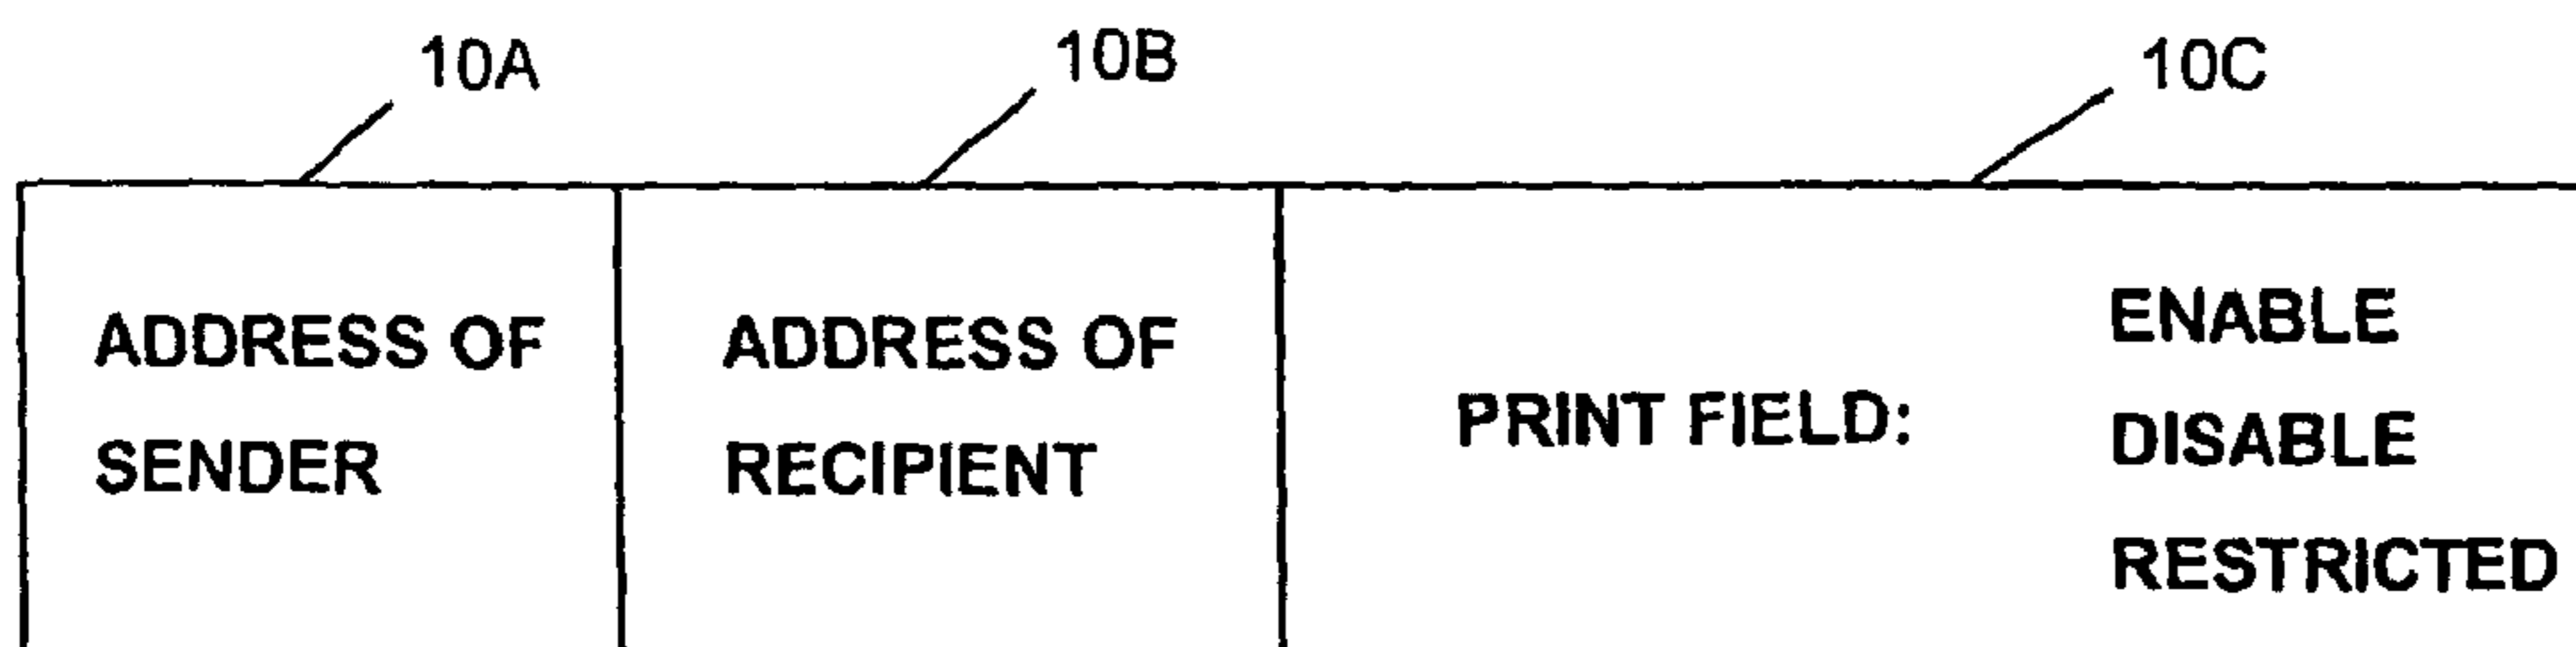 10A
10B
10C
ADDRESS OF
SENDER
ADDRESS OF
RECIPIENT
PRINT FIELD:
ENABLE
DISABLE
RESTRICTED